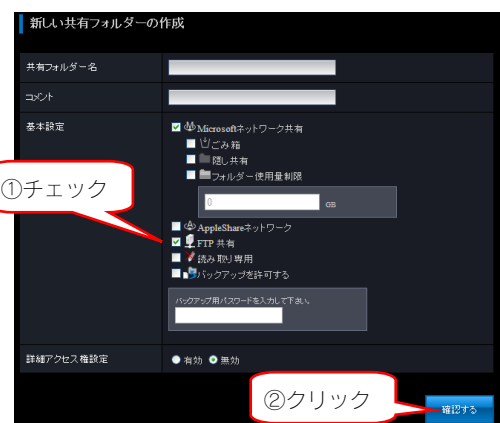 新しい共有フォルダーの作成
共有フォルダー名
コメント
基本設定
Microsoftネットワーク共有
ごみ箱
隠し共有
フォルダー使用量制限
0 GB
①チェック
AppleShareネットワーク
FTP 共有
読み取り専用
バックアップを許可する
バックアップ用パスワードを入力して下さい。
詳細アクセス権設定
有効 無効
②クリック
確認する